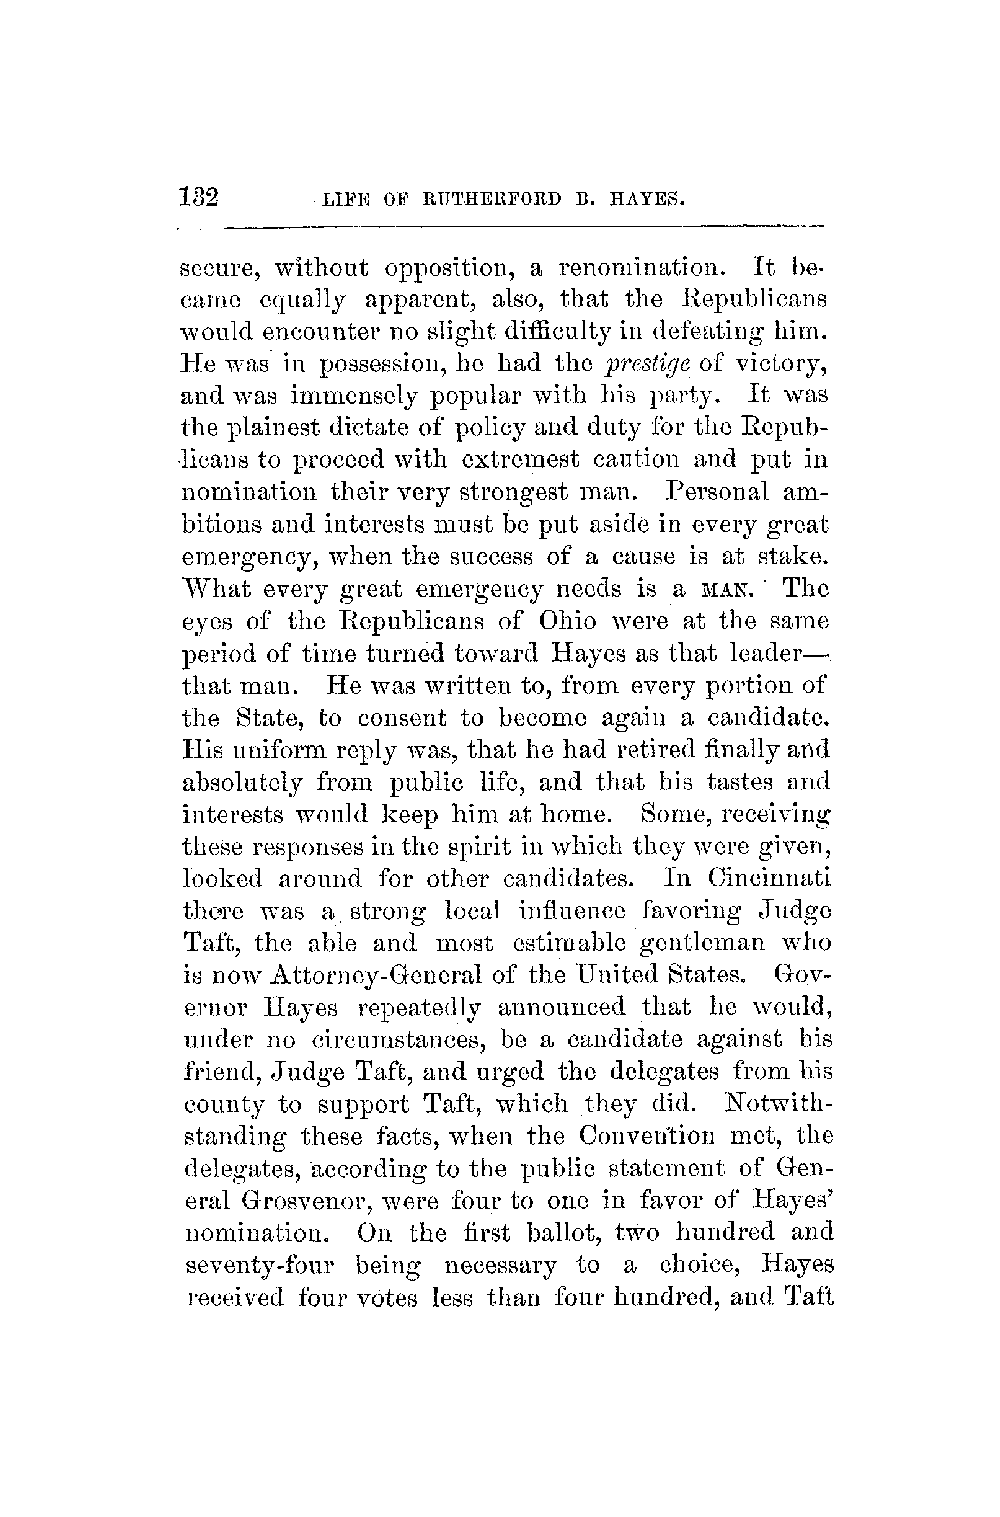 132 LIFE OF RUTHERFORD B. HAYES.
secure, without opposition, a renomination. It be-
came equally apparent, also, that the Republicans
would encounter no slight difficulty in defeating him.
He was in possession, he had the prestige of victory,
and was immensely popular with his party. It was
the plainest dictate of policy and duty for the Repub-
licans to proceed with extremest caution and put in
nomination their very strongest man. Personal am-
bitions and interests must be put aside in every great
emergency, when the success of a cause is at stake.
What every great emergency needs is a MAN. The
eyes of the Republicans of Ohio were at the same
period of time turned toward Hayes as that leader—
that man. He was written to, from every portion of
the State, to consent to become again a candidate.
His uniform reply was, that he had retired finally and
absolutely from public life, and that his tastes and
interests would keep him at home. Some, receiving
these responses in the spirit in which they were given,
looked around for other candidates. In Cincinnati
there was a strong local influence favoring Judge
Taft, the able and most estimable gentleman who
is now Attorney-General of the United States. Gov-
ernor Hayes repeatedly announced that he would,
under no circumstances, be a candidate against his
friend, Judge Taft, and urged the delegates from his
county to support Taft, which they did. Notwith-
standing these facts, when the Convention met, the
delegates, according to the public statement of Gen-
eral Grosvenor, were four to one in favor of Hayes'
nomination. On the first ballot, two hundred and
seventy-four being necessary to a choice, Hayes
received four votes less than four hundred, and Taft